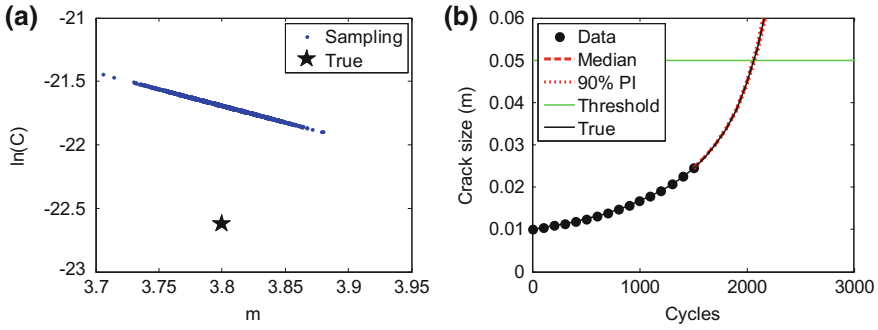 (a)
-21
-21.5
-22
-22.5
-23
ln(C)
3.7
3.75
3.8
3.85
3.9
3.95
m
Sampling
True
(b)
0.06
0.05
0.04
0.03
0.02
0.01
0
Crack size (m)
0
1000
2000
3000
Cycles
Data
Median
90% PI
Threshold
True